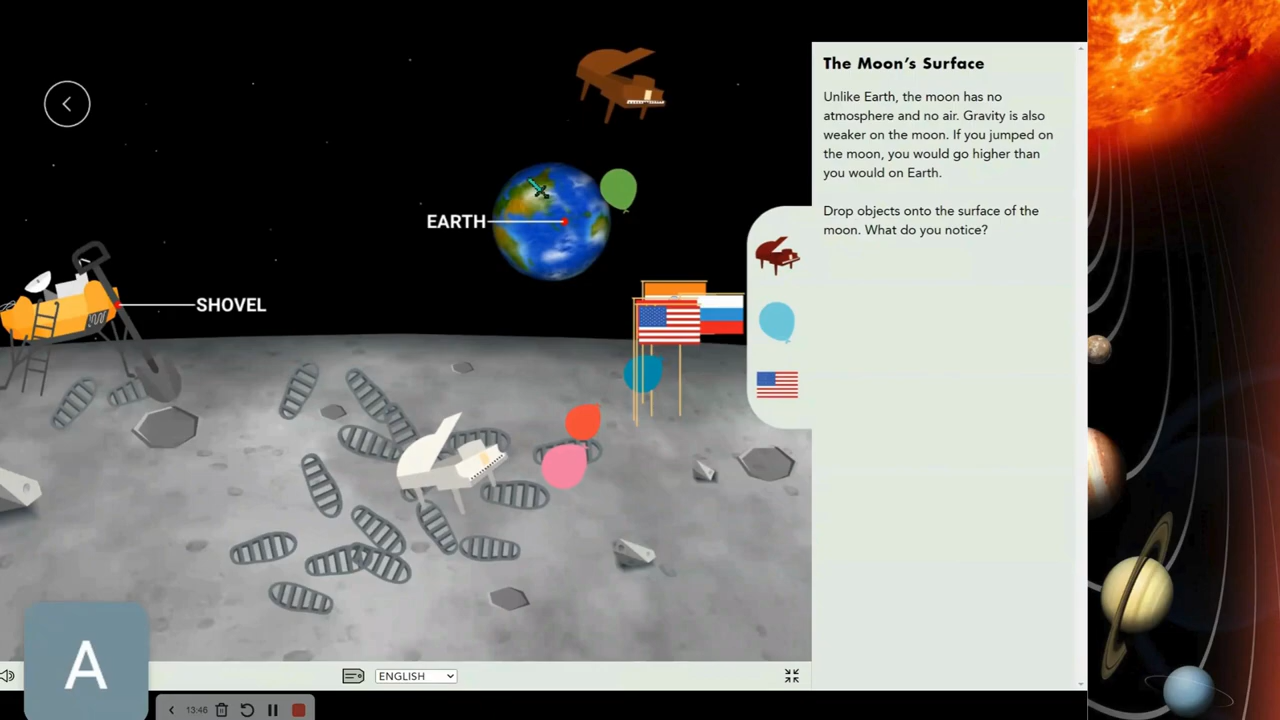 The Moon's Surface
Unlike Earth, the moon has no
atmosphere and no air. Gravity is also
weaker on the moon. If you jumped on
the moon, you would go higher than
you would on Earth.
Drop objects onto the surface of the
moon. What do you notice?
EARTH
SHOVEL
A
ENGLISH
13:46